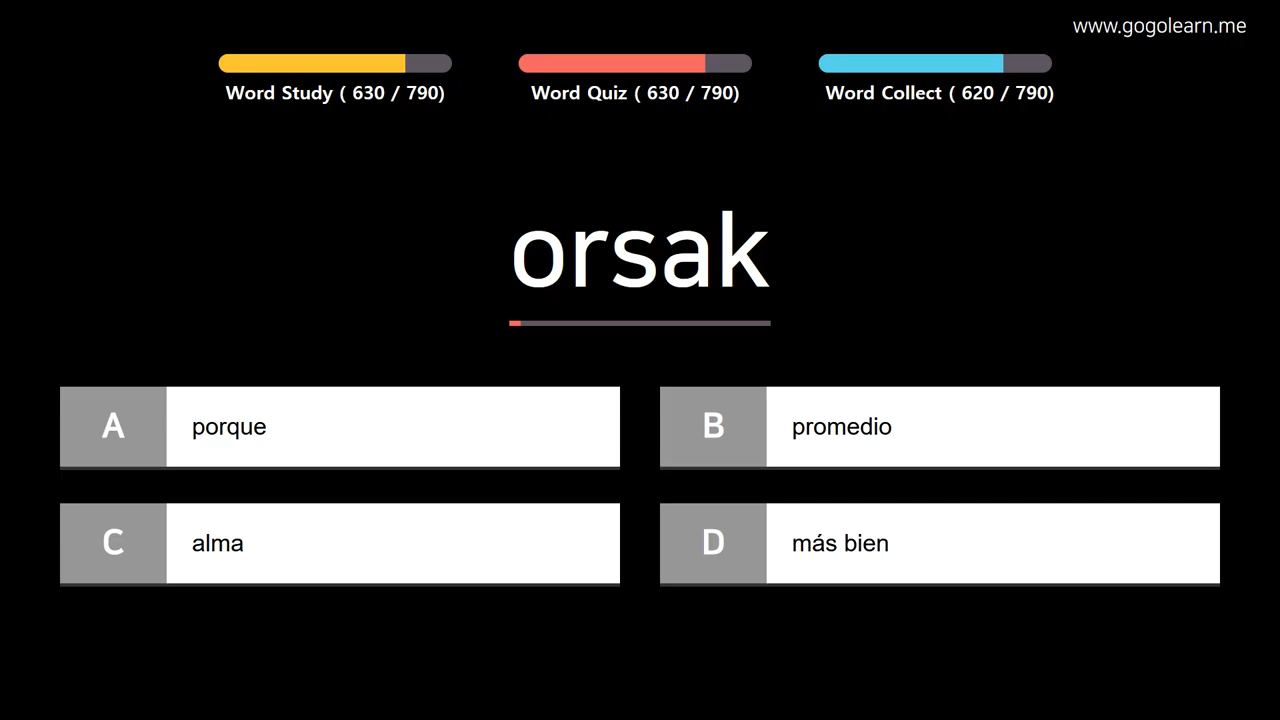 www.gogolearn.me
Word Study ( 630 / 790)
Word Quiz ( 630 / 790)
Word Collect ( 620 / 790)
orsak
A porque
B promedio
C alma
D más bien